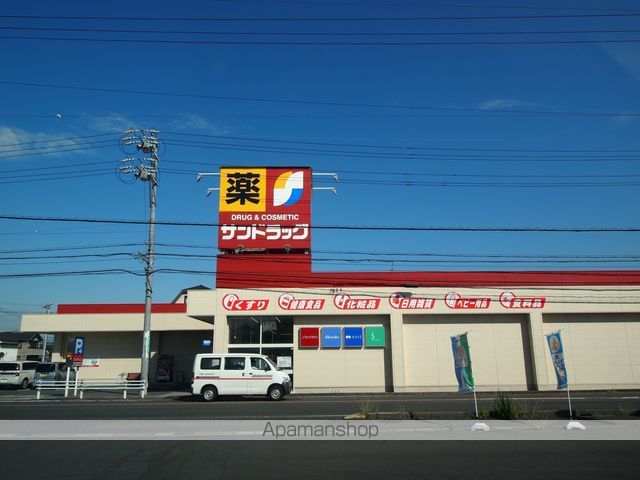 薬
DRUG & COSMETIC
サンドラッグ
くすり 健康食品 化粧品 日用雑貨 ベビー用品 食料品
P
Apamanshop